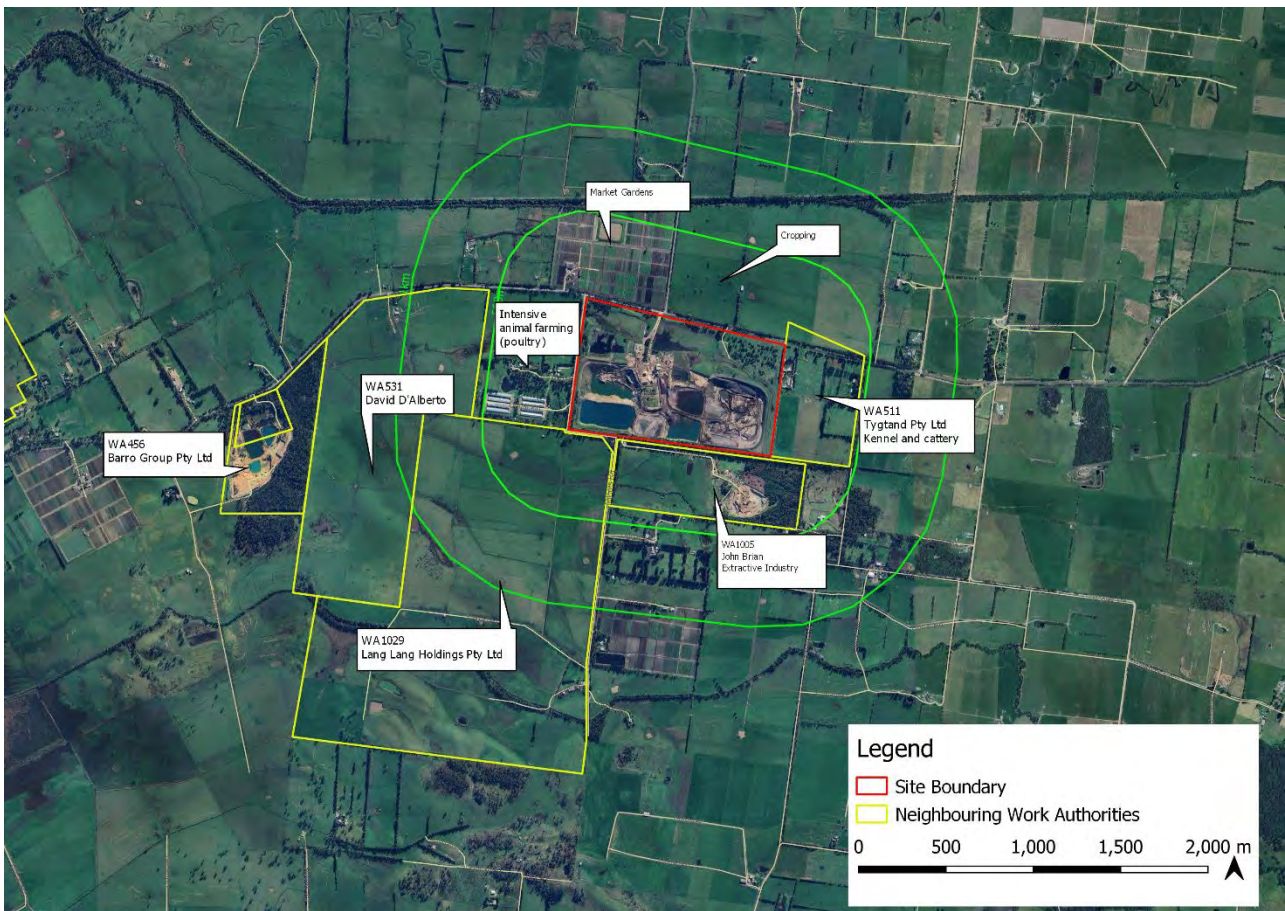 Market Gardens
Cropping
Intensive
animal farming
(poultry)
WA531
David D'Alberto
WA456
Barro Group Pty Ltd
WA511
Tygtand Pty Ltd
Kennel and cattery
WA1005
John Brian
Extractive Industry
WA1029
Lang Lang Holdings Pty Ltd
km
Legend
Site Boundary
Neighbouring Work Authorities
0 500 1,000 1,500 2,000 m